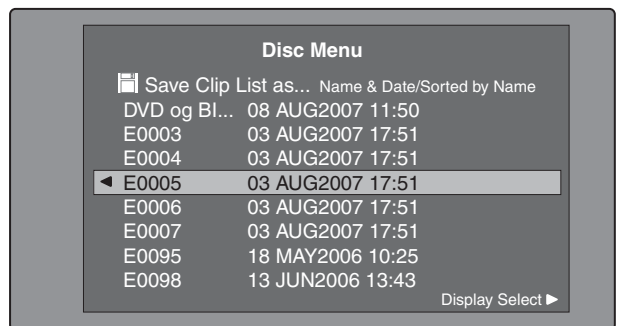 Disc Menu
Save Clip List as... Name & Date/Sorted by Name
DVD og BI... 08 AUG2007 11:50
E0003 03 AUG2007 17:51
E0004 03 AUG2007 17:51
E0005 03 AUG2007 17:51
E0006 03 AUG2007 17:51
E0007 03 AUG2007 17:51
E0095 18 MAY2006 10:25
E0098 13 JUN2006 13:43
Display Select